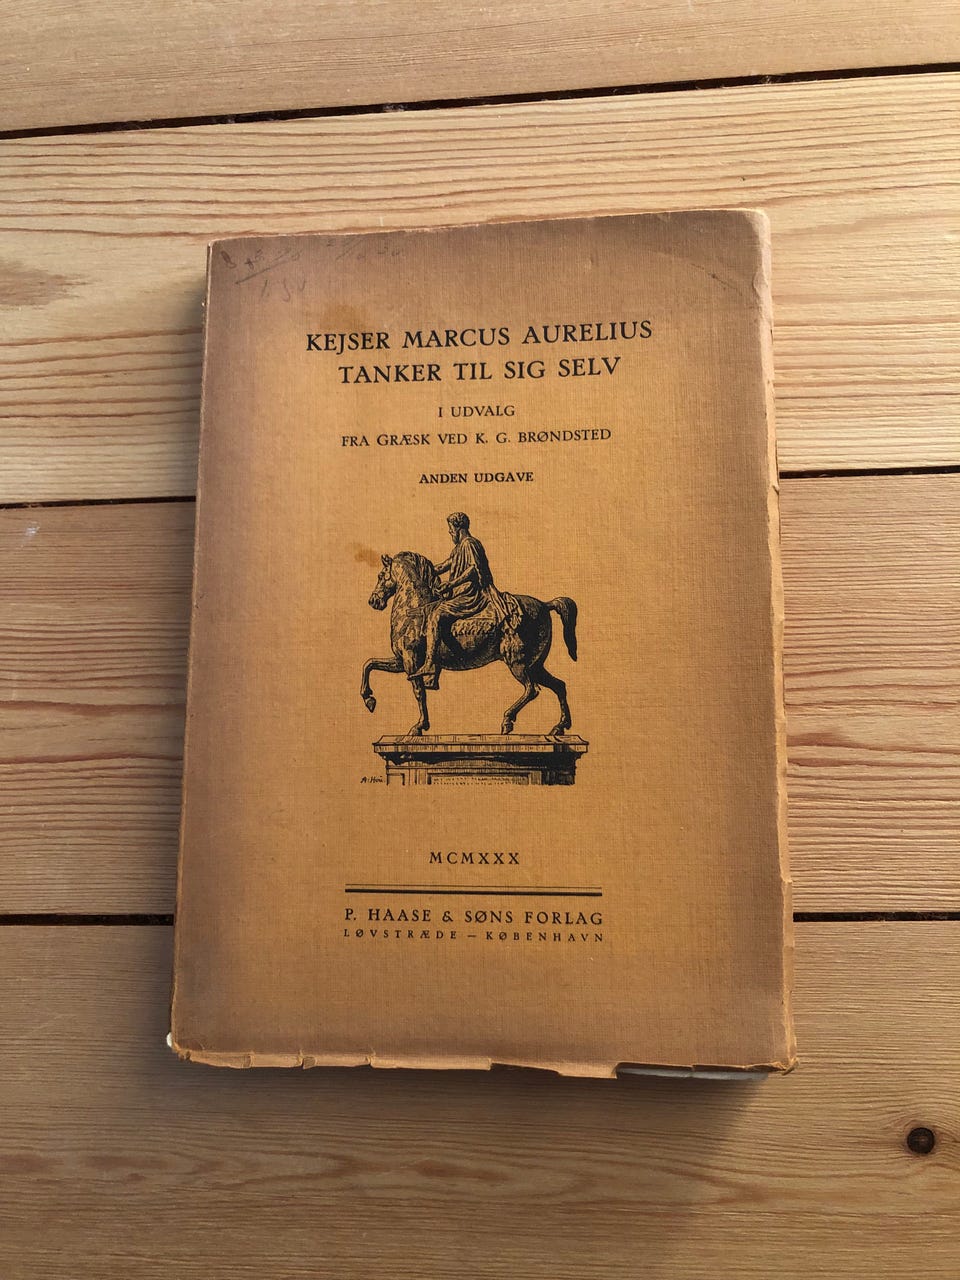 KEJSER MARCUS AURELIUS
TANKER TIL SIG SELV
I UDVALG
FRA GRÆSK VED K. G. BRØNDSTED
ANDEN UDGAVE
MCMXXX
P. HAASE & SØNS FORLAG
LØVSTRÆDE – KØBENHAVN